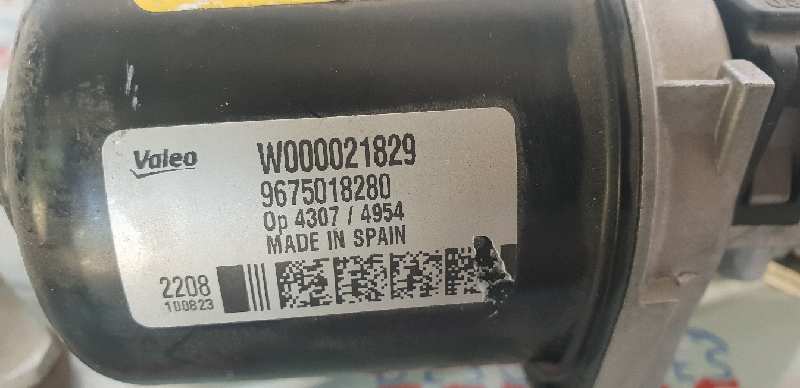 Valeo
W000021829
9675018280
Op 4307 / 4954
MADE IN SPAIN
2208
100823